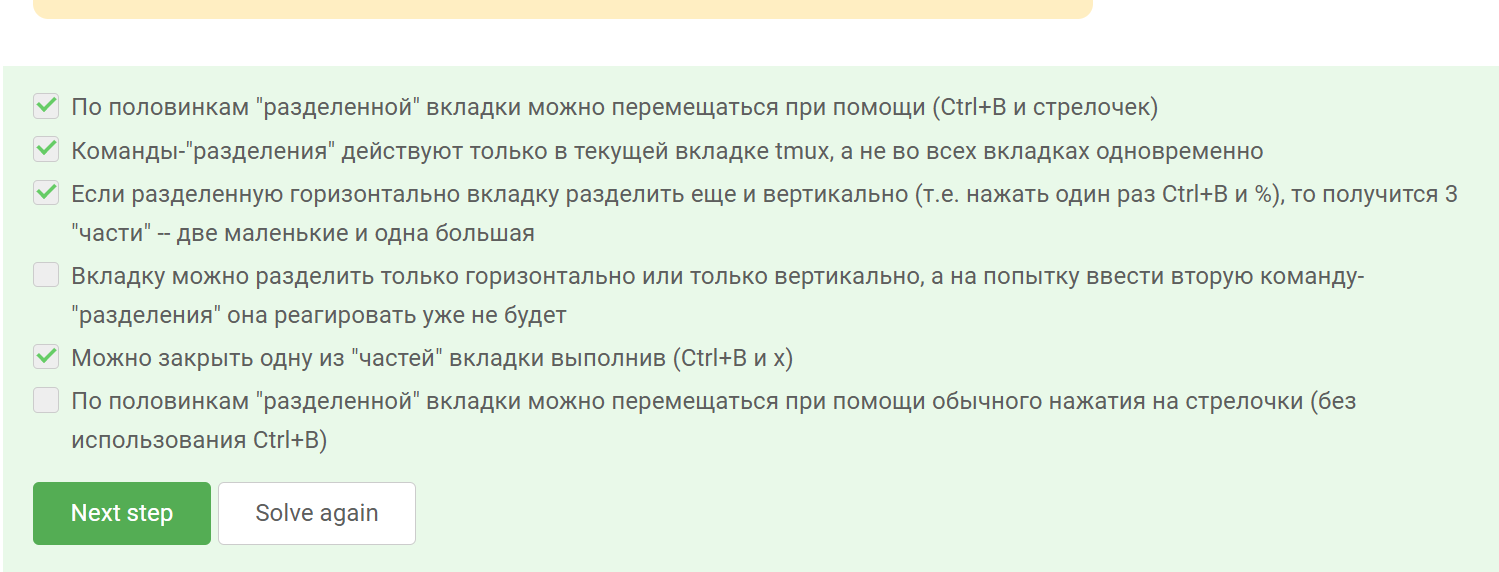 По половинкам "разделенной" вкладки можно перемещаться при помощи (Ctrl+B и стрелочек)
Команды-"разделения" действуют только в текущей вкладке tmux, а не во всех вкладках одновременно
Если разделенную горизонтально вкладку разделить еще и вертикально (т.е. нажать один раз Ctrl+B и %), то получится 3
"части" -- две маленькие и одна большая
Вкладку можно разделить только горизонтально или только вертикально, а на попытку ввести вторую команду-
"разделения" она реагировать уже не будет
Можно закрыть одну из "частей" вкладки выполнив (Ctrl+B и x)
По половинкам "разделенной" вкладки можно перемещаться при помощи обычного нажатия на стрелочки (без
использования Ctrl+B)
Next step Solve again